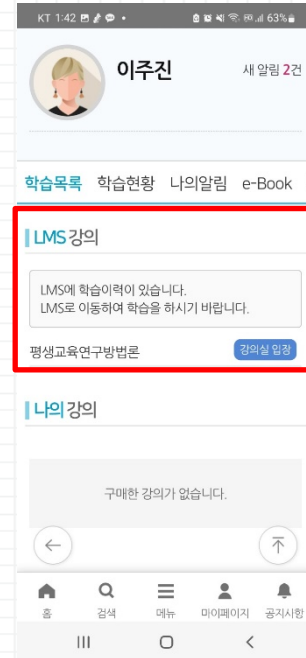 KT 1:42
63%
이주진
새 알림 2건
학습목록 학습현황 나의알림 e-Book
LMS 강의
LMS에 학습이력이 있습니다.
LMS로 이동하여 학습을 하시기 바랍니다.
평생교육연구방법론
강의실 입장
나의 강의
구매한 강의가 없습니다.
홈 검색 메뉴 마이페이지 공지사항